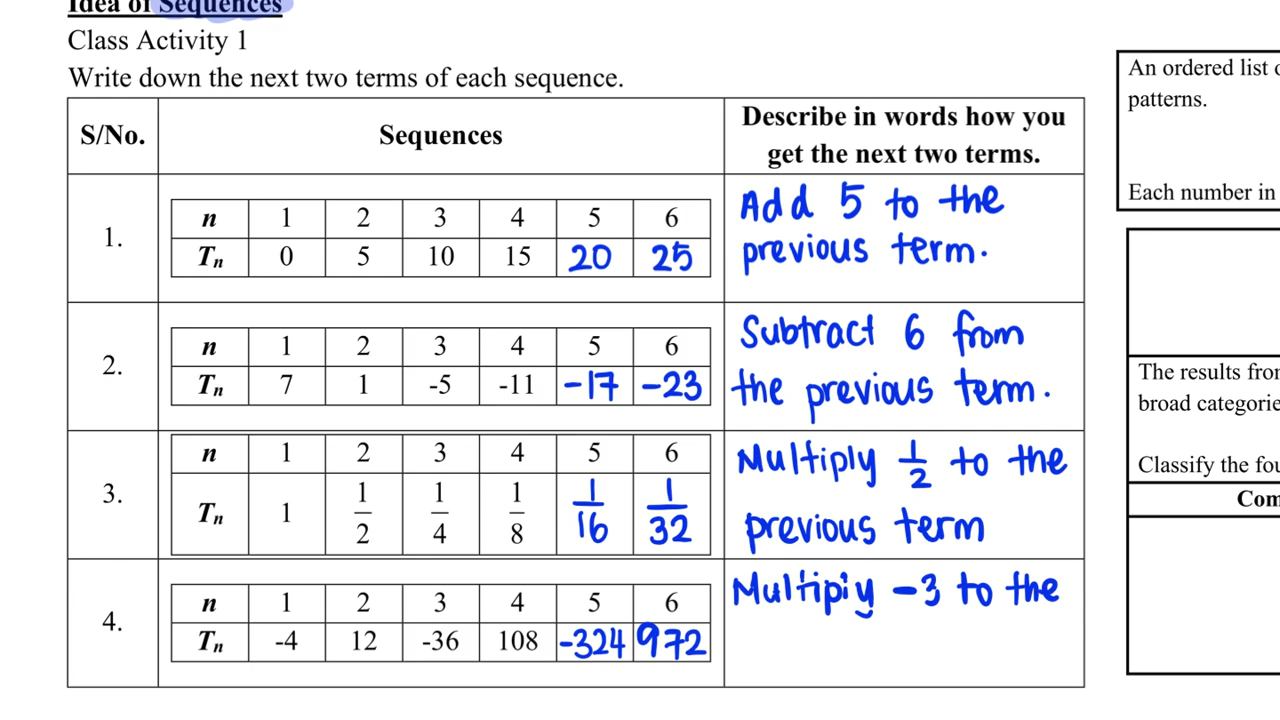 Idea of Sequences
Class Activity 1
Write down the next two terms of each sequence.
S/No. Sequences Describe in words how you get the next two terms.
1.
n 1 2 3 4 5 6
Tn 0 5 10 15 20 25
Add 5 to the
previous term.
2.
n 1 2 3 4 5 6
Tn 7 1 -5 -11 -17 -23
Subtract 6 from
the previous term.
3.
n 1 2 3 4 5 6
Tn 1 1/2 1/4 1/8 1/16 1/32
Multiply 1/2 to the
previous term
4.
n 1 2 3 4 5 6
Tn -4 12 -36 108 -324 972
Multipiy -3 to the
An ordered list
patterns.
Each number in
The results
broad
Classify the